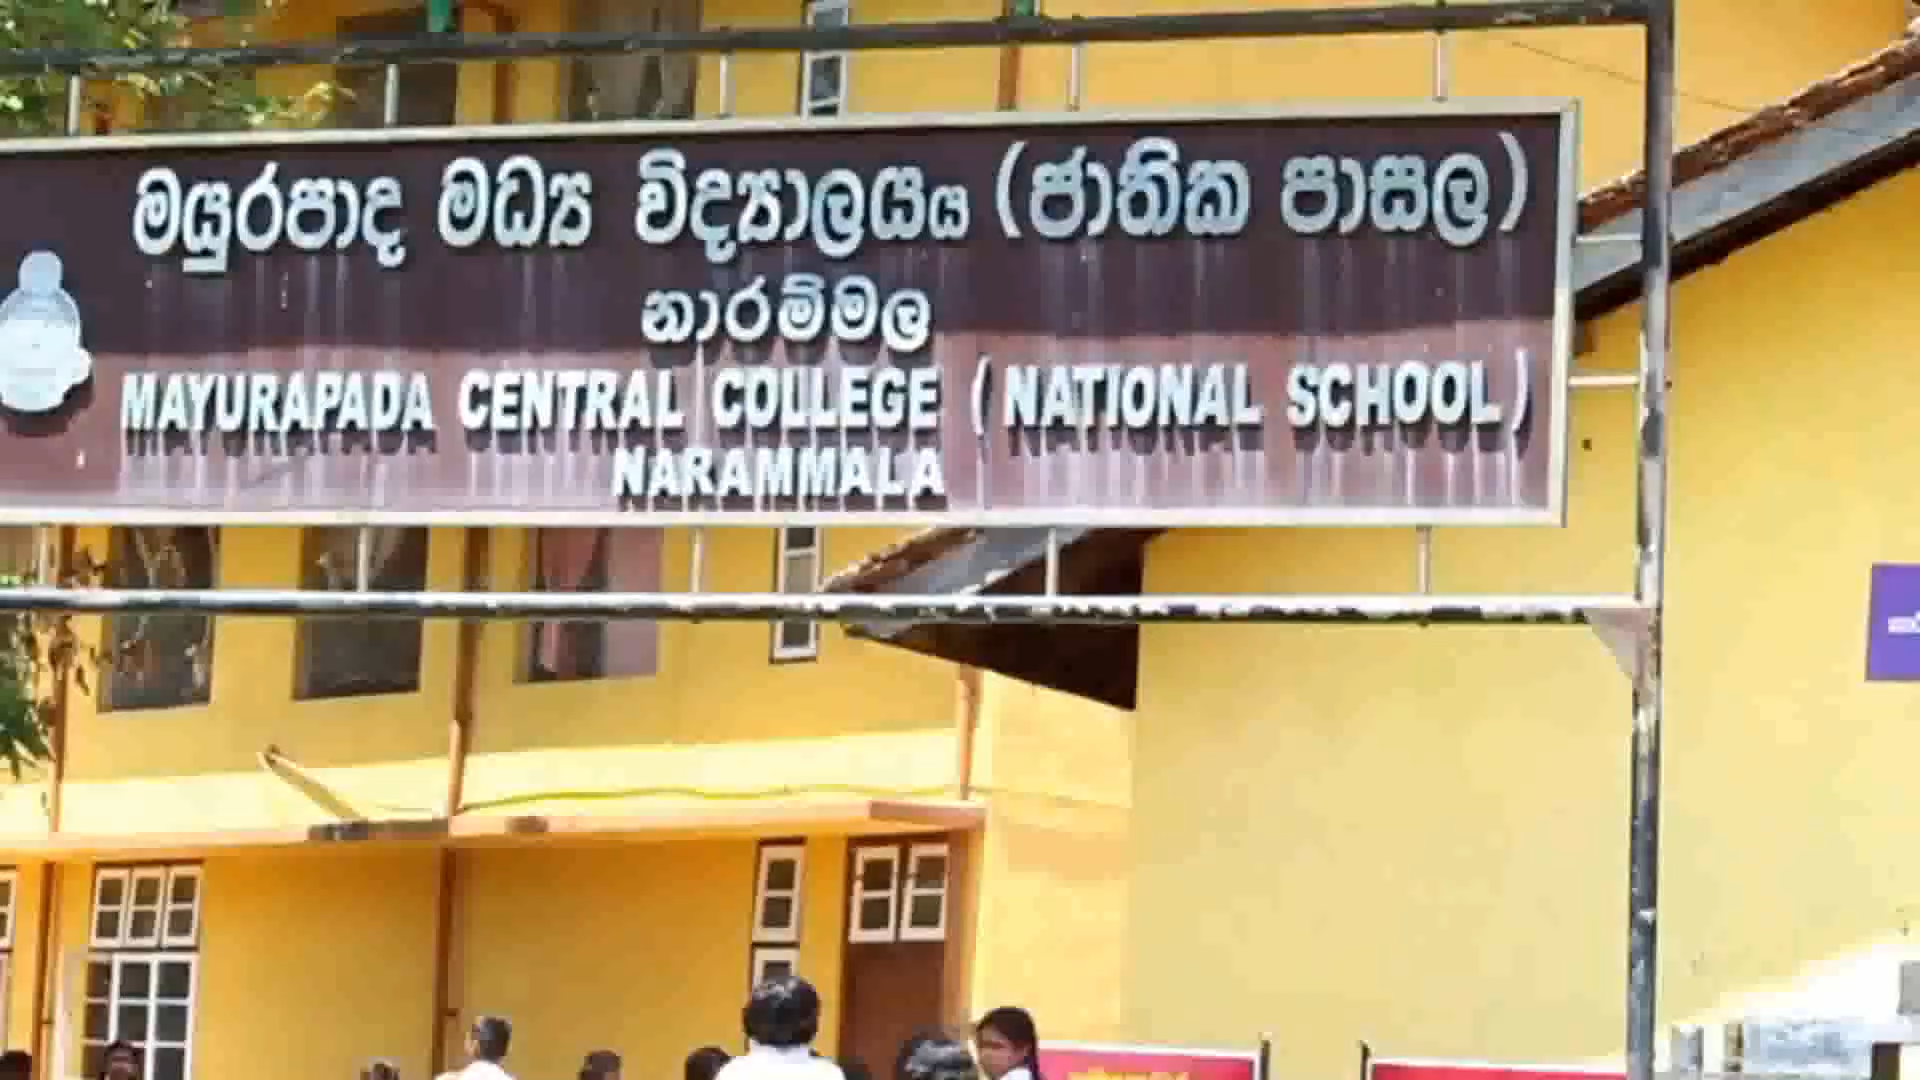 මයුරපාද මධ්‍ය විද්‍යාලයය (ජාතික පාසල)
නාරම්මල
MAYURAPADA CENTRAL COLLEGE (NATIONAL SCHOOL)
NARAMMALA